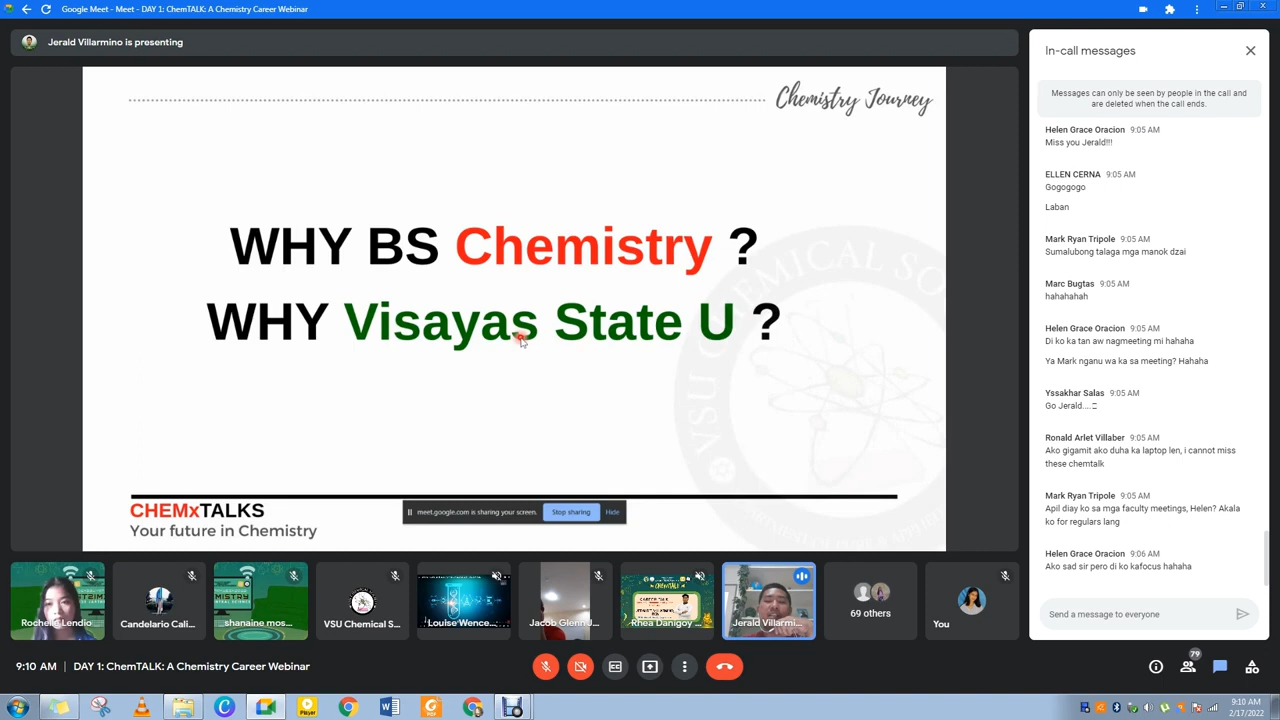 Google Meet - Meet - DAY 1: ChemTALK: A Chemistry Career Webinar
Jerald Villarmino is presenting
Chemistry Journey
WHY BS Chemistry ?
WHY Visayas State U ?
VSU CHEMICAL SO
CHEMxTALKS
Your future in Chemistry
meet.google.com is sharing your screen.
Stop sharing
Hide
Rochelle Lendio
Candelario Cali...
shanaine mos...
VSU Chemical S...
Louise Wence...
Jacob Glenn J...
CHEMTALK
Rhea Danigoy ...
Jerald Villarmi...
69 others
You
In-call messages
Messages can only be seen by people in the call and
are deleted when the call ends.
Helen Grace Oracion 9:05 AM
Miss you Jerald!!!
ELLEN CERNA 9:05 AM
Gogogogo
Laban
Mark Ryan Tripole 9:05 AM
Sumalubong talaga mga manok dzai
Marc Bugtas 9:05 AM
hahahahah
Helen Grace Oracion 9:05 AM
Di ko ka tan aw nagmeeting mi hahaha
Ya Mark nganu wa ka sa meeting? Hahaha
Yssakhar Salas 9:05 AM
Go Jerald....
Ronald Arlet Villaber 9:05 AM
Ako gigamit ako duha ka laptop len, i cannot miss
these chemtalk
Mark Ryan Tripole 9:05 AM
Apil diay ko sa mga faculty meetings, Helen? Akala
ko for regulars lang
Helen Grace Oracion 9:06 AM
Ako sad sir pero di ko kafocus hahaha
Send a message to everyone
9:10 AM | DAY 1: ChemTALK: A Chemistry Career Webinar
79
9:10 AM
2/17/2022